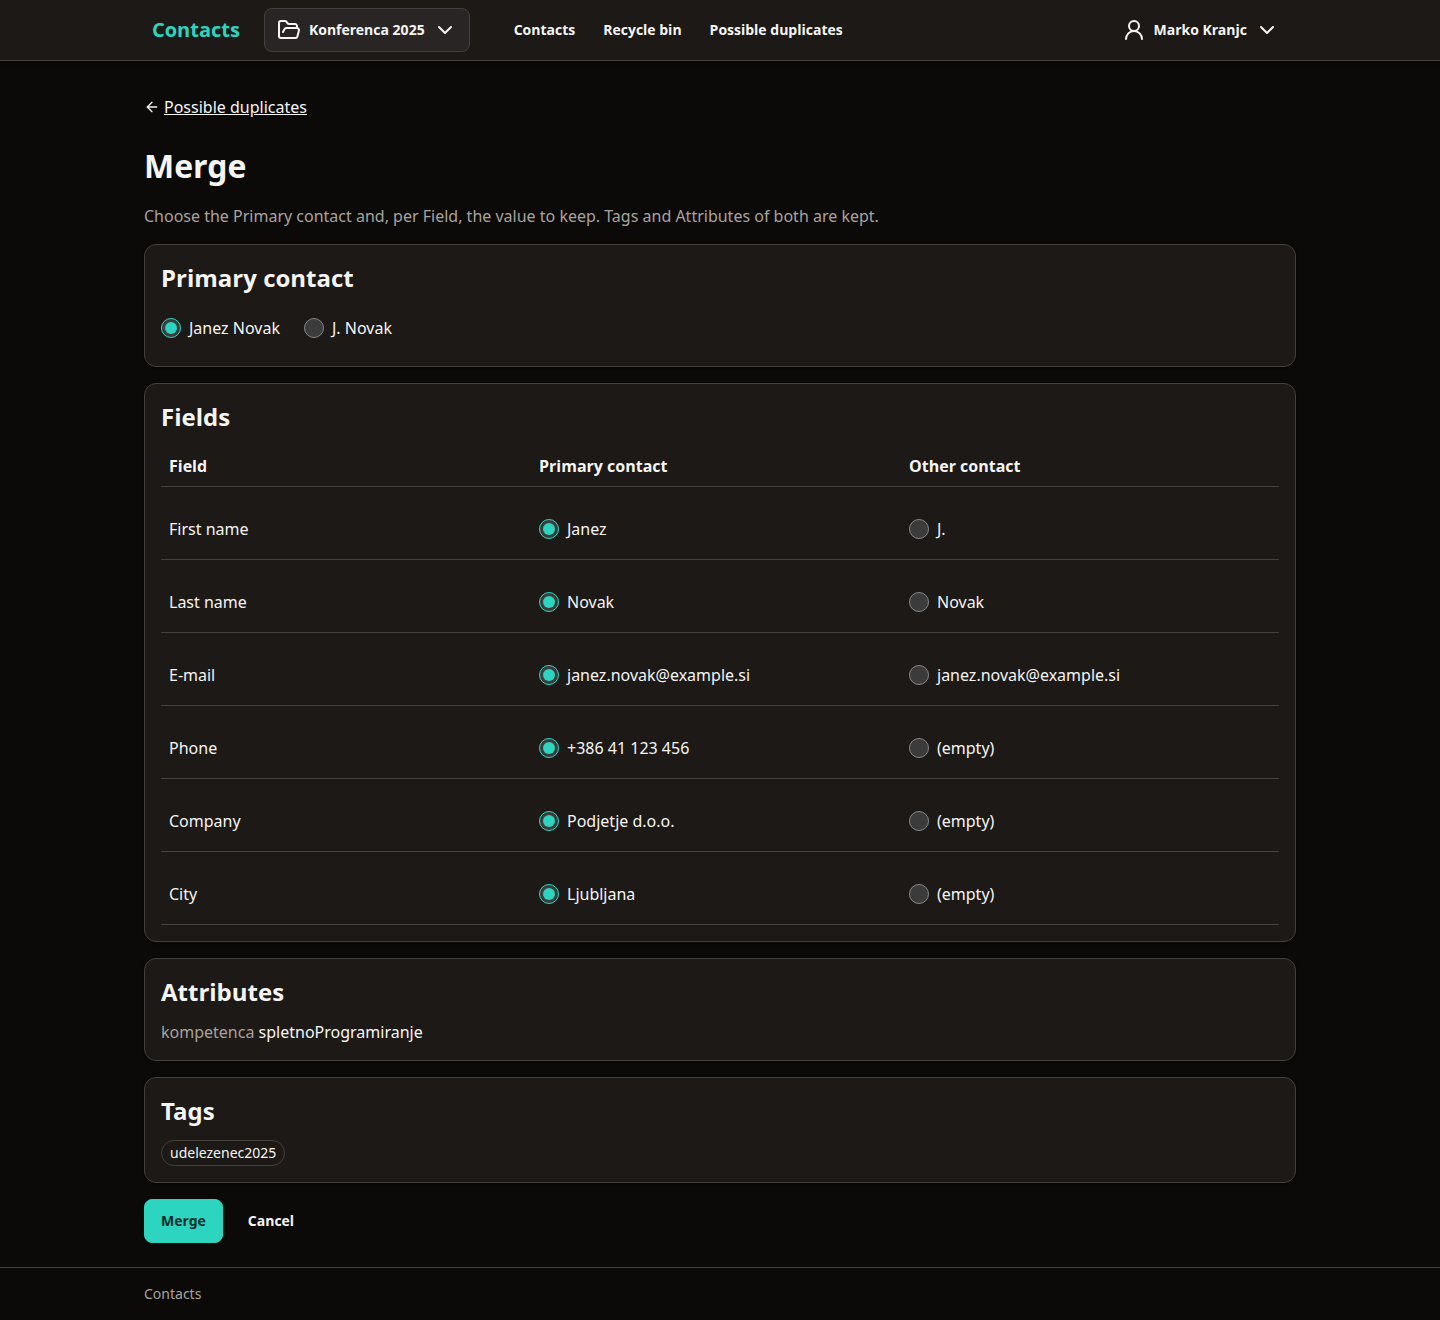 Contacts Konferenca 2025 Contacts Recycle bin Possible duplicates Marko Kranjc
Possible duplicates
Merge
Choose the Primary contact and, per Field, the value to keep. Tags and Attributes of both are kept.
Primary contact
Janez Novak J. Novak
Fields
Field Primary contact Other contact
First name Janez J.
Last name Novak Novak
E-mail janez.novak@example.si janez.novak@example.si
Phone +386 41 123 456 (empty)
Company Podjetje d.o.o. (empty)
City Ljubljana (empty)
Attributes
kompetenca spletnoProgramiranje
Tags
udelezenec2025
Merge Cancel
Contacts